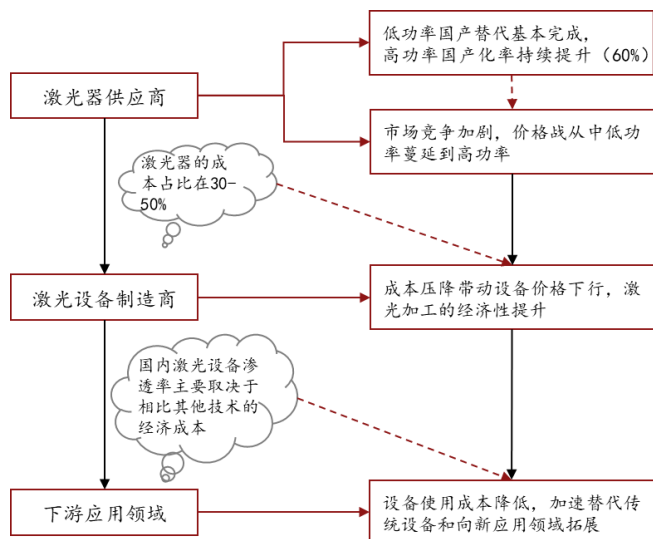 低功率国产替代基本完成，
高功率国产化率持续提升（60%）
激光器供应商
市场竞争加剧，价格战从中低功
率蔓延到高功率
激光器的成
本占比在30-
50%
激光设备制造商
成本压降带动设备价格下行，激
光加工的经济性提升
国内激光设备渗
透率主要取决于
相比其他技术的
经济成本
下游应用领域
设备使用成本降低，加速替代传
统设备和向新应用领域拓展